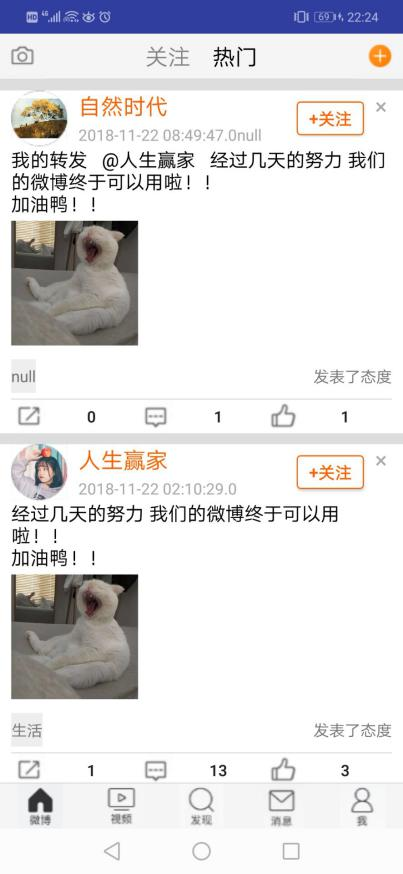 HD 4G 69 22:24
关注 热门
自然时代
+关注
2018-11-22 08:49:47.0null
我的转发 @人生赢家 经过几天的努力 我们
的微博终于可以用啦！！
加油鸭！！
null 发表了态度
0 1 1
人生赢家
+关注
2018-11-22 02:10:29.0
经过几天的努力 我们的微博终于可以用
啦！！
加油鸭！！
生活 发表了态度
1 13 3
微博 视频 发现 消息 我